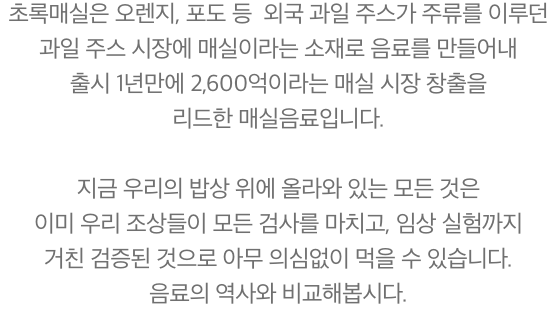 초록매실은 오렌지, 포도 등 외국 과일 주스가 주류를 이루던
과일 주스 시장에 매실이라는 소재로 음료를 만들어내
출시 1년만에 2,600억이라는 매실 시장 창출을
리드한 매실음료입니다.
지금 우리의 밥상 위에 올라와 있는 모든 것은
이미 우리 조상들이 모든 검사를 마치고, 임상 실험까지
거친 검증된 것으로 아무 의심없이 먹을 수 있습니다.
음료의 역사와 비교해봅시다.